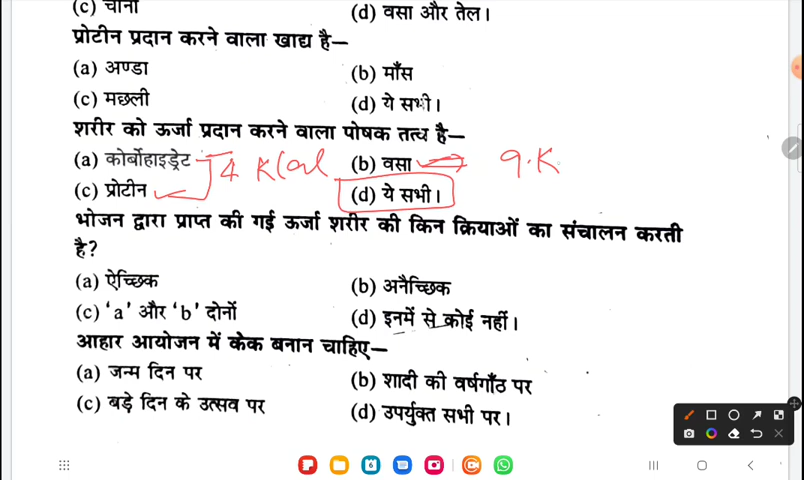 (c) चीनी
(d) वसा और तेल।
प्रोटीन प्रदान करने वाला खाद्य है—
(a) अण्डा
(b) माँस
(c) मछली
(d) ये सभी।
शरीर को ऊर्जा प्रदान करने वाला पोषक तत्व है—
(a) कोर्बोहाइड्रेट
4 Kcal
(b) वसा
9.K
(c) प्रोटीन
(d) ये सभी।
भोजन द्वारा प्राप्त की गई ऊर्जा शरीर की किन क्रियाओं का संचालन करती
है?
(a) ऐच्छिक
(b) अनैच्छिक
(c) ‘a’ और ‘b’ दोनों
(d) इनमें से कोई नहीं।
आहार आयोजन में केक बनान चाहिए—
(a) जन्म दिन पर
(b) शादी की वर्षगाँठ पर
(c) बड़े दिन के उत्सव पर
(d) उपर्युक्त सभी पर।